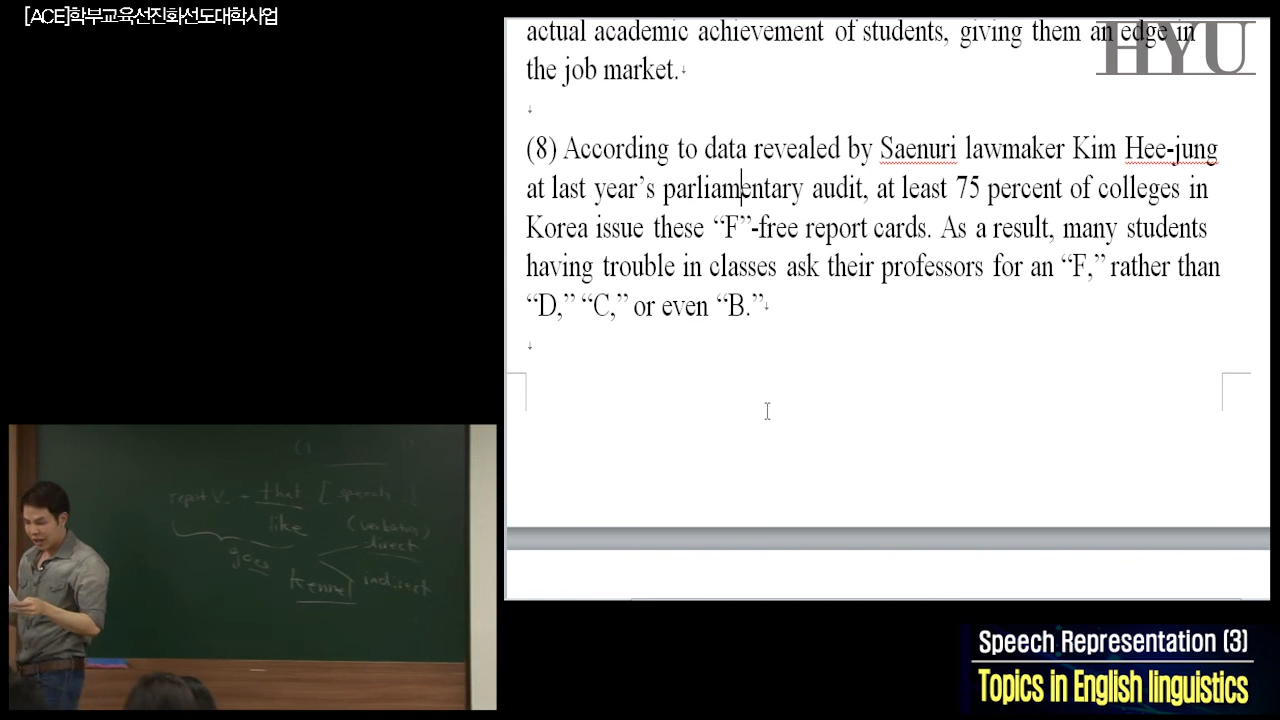 [ACE]학부교육선진화선도대학사업
actual academic achievement of students, giving them an edge in
the job market.
HYU
(8) According to data revealed by Saenuri lawmaker Kim Hee-jung
at last year’s parliamentary audit, at least 75 percent of colleges in
Korea issue these “F”-free report cards. As a result, many students
having trouble in classes ask their professors for an “F,” rather than
“D,” “C,” or even “B.”
report V. + that [speech]
like (verbatim)
goes direct
kennel indirect
Speech Representation (3)
Topics in English linguistics